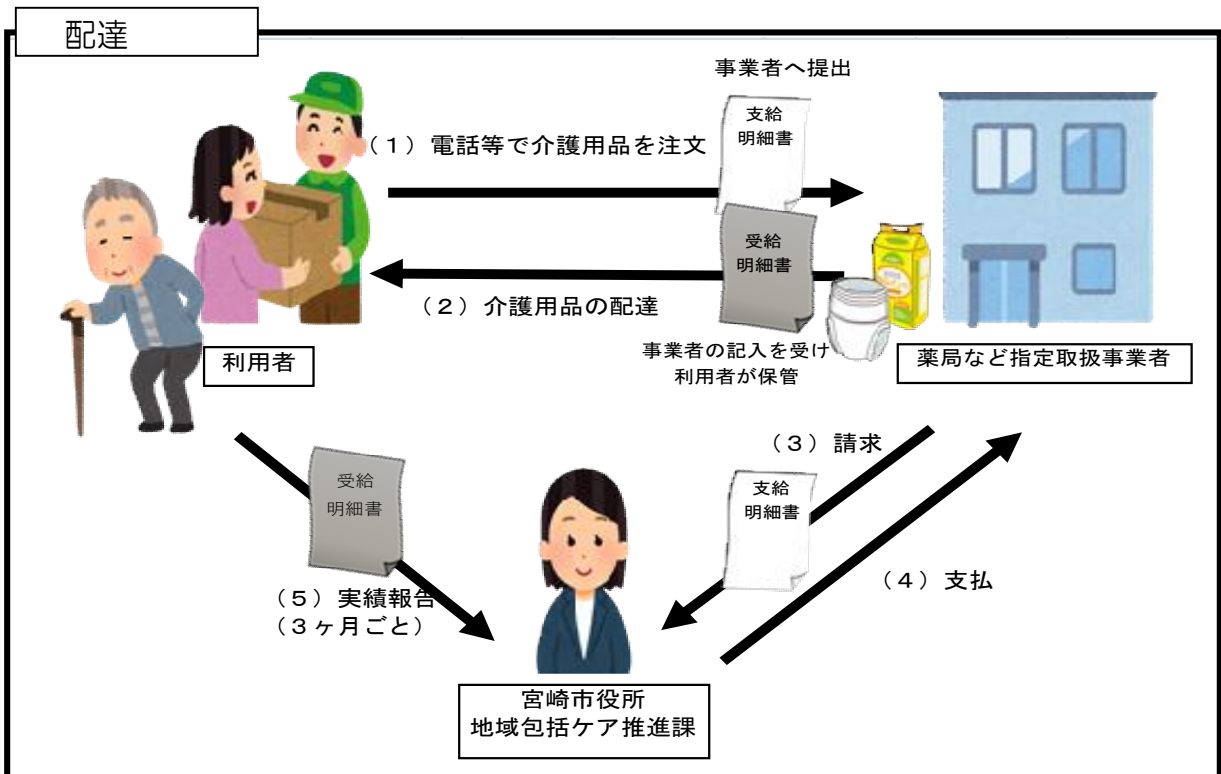 配達
事業者へ提出
支給
明細書
（１）電話等で介護用品を注文
受給
明細書
（２）介護用品の配達
事業者の記入を受け
利用者が保管
利用者
薬局など指定取扱事業者
（３）請求
受給
明細書
支給
明細書
（４）支払
（５）実績報告
（３ヶ月ごと）
宮崎市役所
地域包括ケア推進課